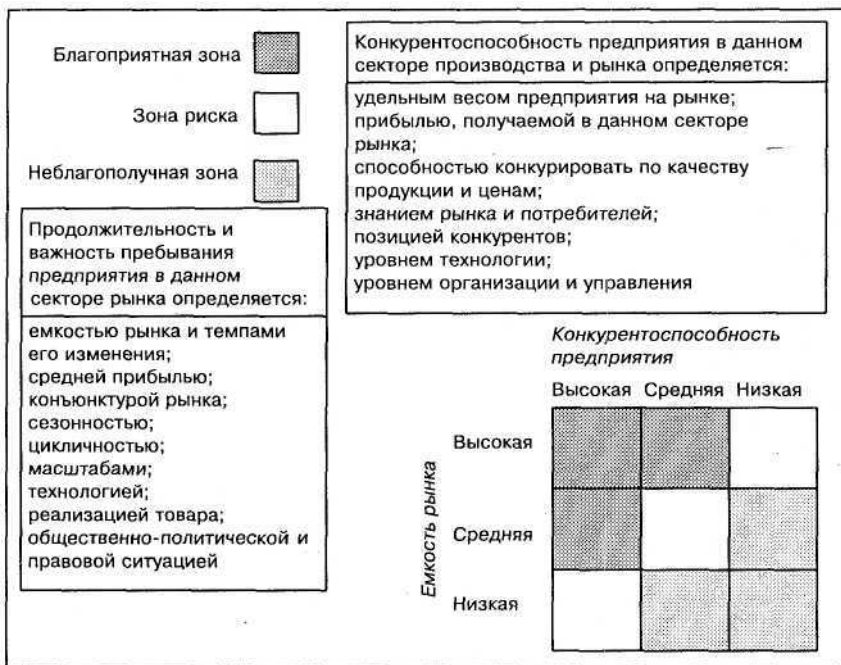 Благоприятная зона
Зона риска
Неблагополучная зона
Продолжительность и
важность пребывания
предприятия в данном
секторе рынка определяется:
емкостью рынка и темпами
его изменения;
средней прибылью;
конъюнктурой рынка;
сезонностью;
цикличностью;
масштабами;
технологией;
реализацией товара;
общественно-политической и
правовой ситуацией
Конкурентоспособность предприятия в данном
секторе производства и рынка определяется:
удельным весом предприятия на рынке;
прибылью, получаемой в данном секторе
рынка;
способностью конкурировать по качеству
продукции и ценам;
знанием рынка и потребителей;
позицией конкурентов;
уровнем технологии;
уровнем организации и управления
Конкурентоспособность
предприятия
Высокая Средняя Низкая
Емкость рынка
Высокая
Средняя
Низкая